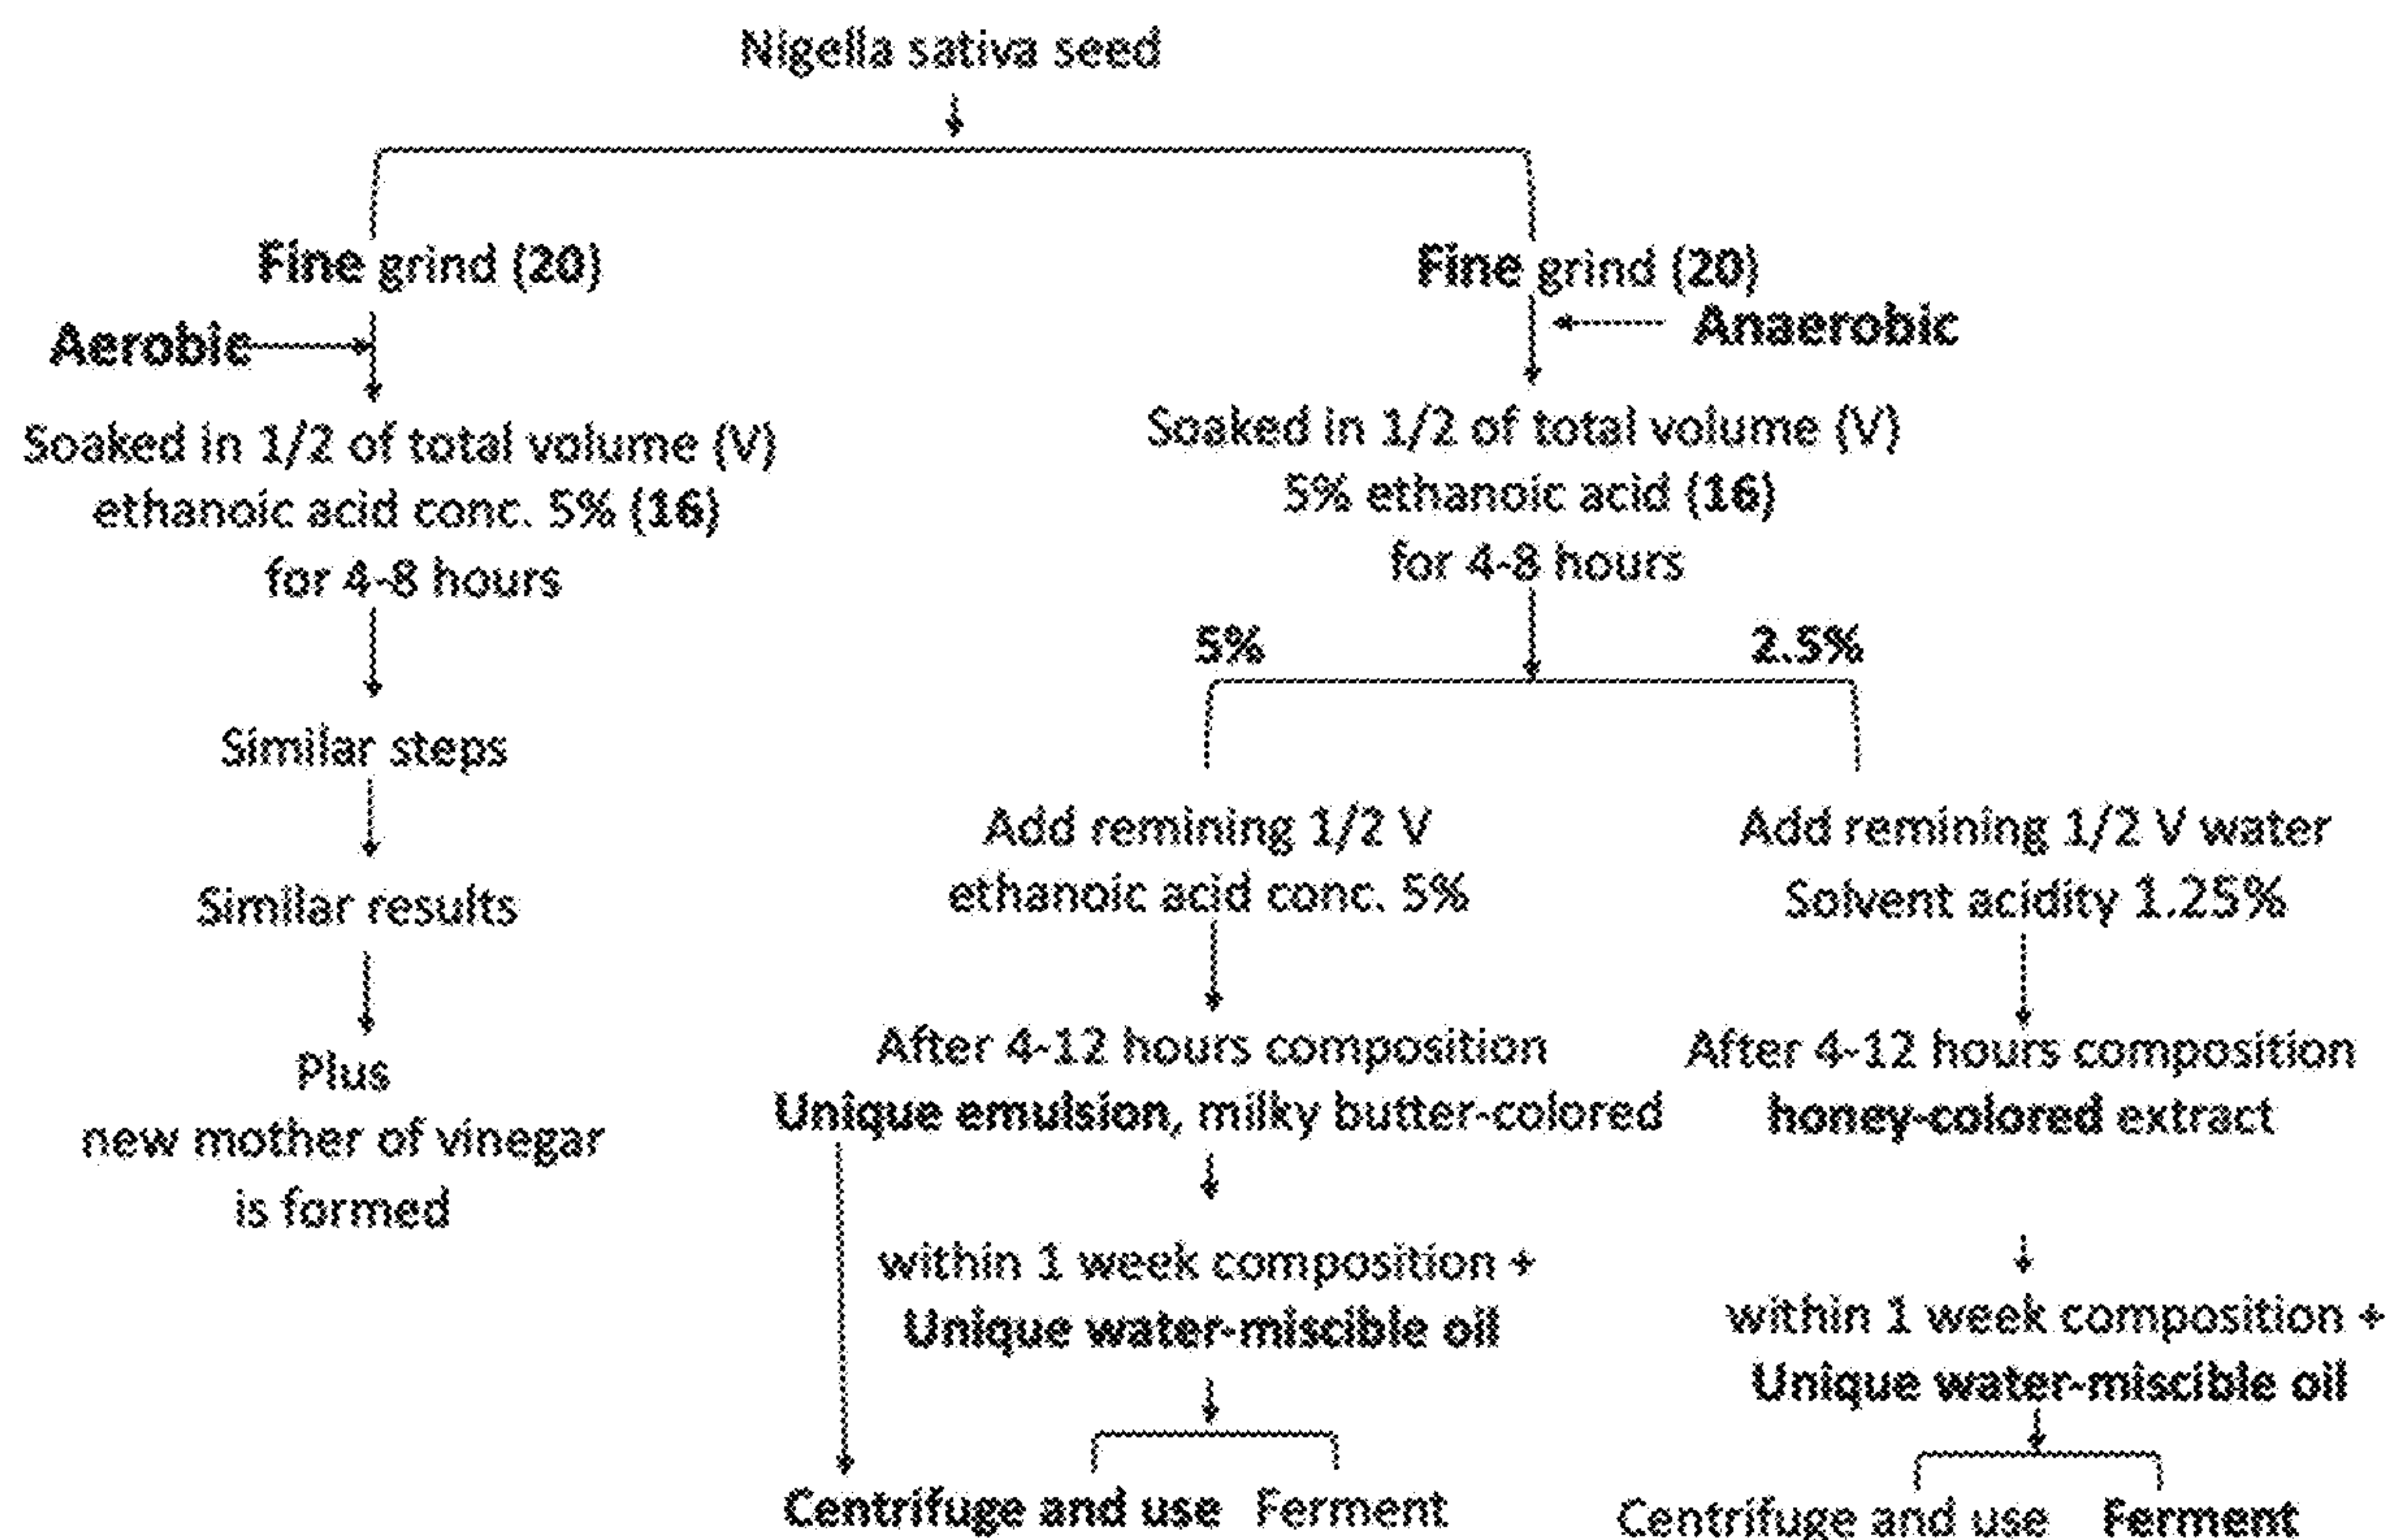 Nigella sativa seed
Fine grind (20)
Aerobic
Soaked in 1/2 of total volume (V)
ethanoic acid conc. 5% (16)
for 4-8 hours
Similar steps
Similar results
Plus
new mother of vinegar
is formed
Fine grind (20)
Anaerobic
Soaked in 1/2 of total volume (V)
5% ethanoic acid (16)
for 4-8 hours
5%
2.5%
Add remining 1/2 V
ethanoic acid conc. 5%
After 4-12 hours composition
Unique emulsion, milky butter-colored
within 1 week composition +
Unique water-miscible oil
Centrifuge and use
Ferment
Add remining 1/2 V water
Solvent acidity 1.25%
After 4-12 hours composition
honey-colored extract
within 1 week composition +
Unique water-miscible oil
Centrifuge and use
Ferment